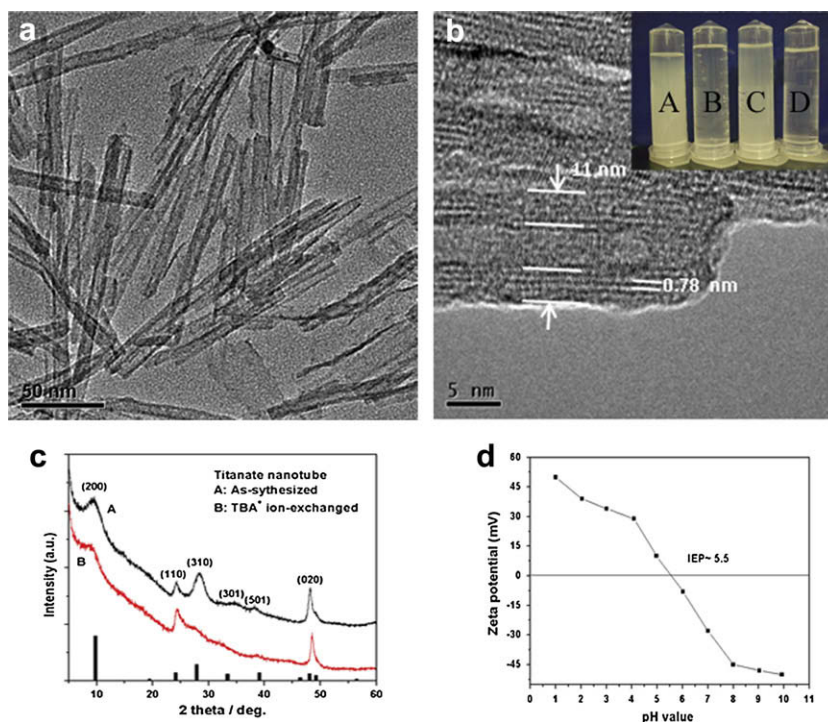 a
50 nm
b
A B C D
11 nm
0.78 nm
5 nm
c
Titanate nanotube
A: As-sythesized
B: TBA⁺ ion-exchanged
(200)
A
B
(110)
(310)
(301)
(501)
(020)
Intensity (a.u.)
10 20 30 40 50 60
2 theta / deg.
d
Zeta potential (mV)
60
45
30
15
0
-15
-30
-45
IEP~ 5.5
0 1 2 3 4 5 6 7 8 9 10 11
pH value